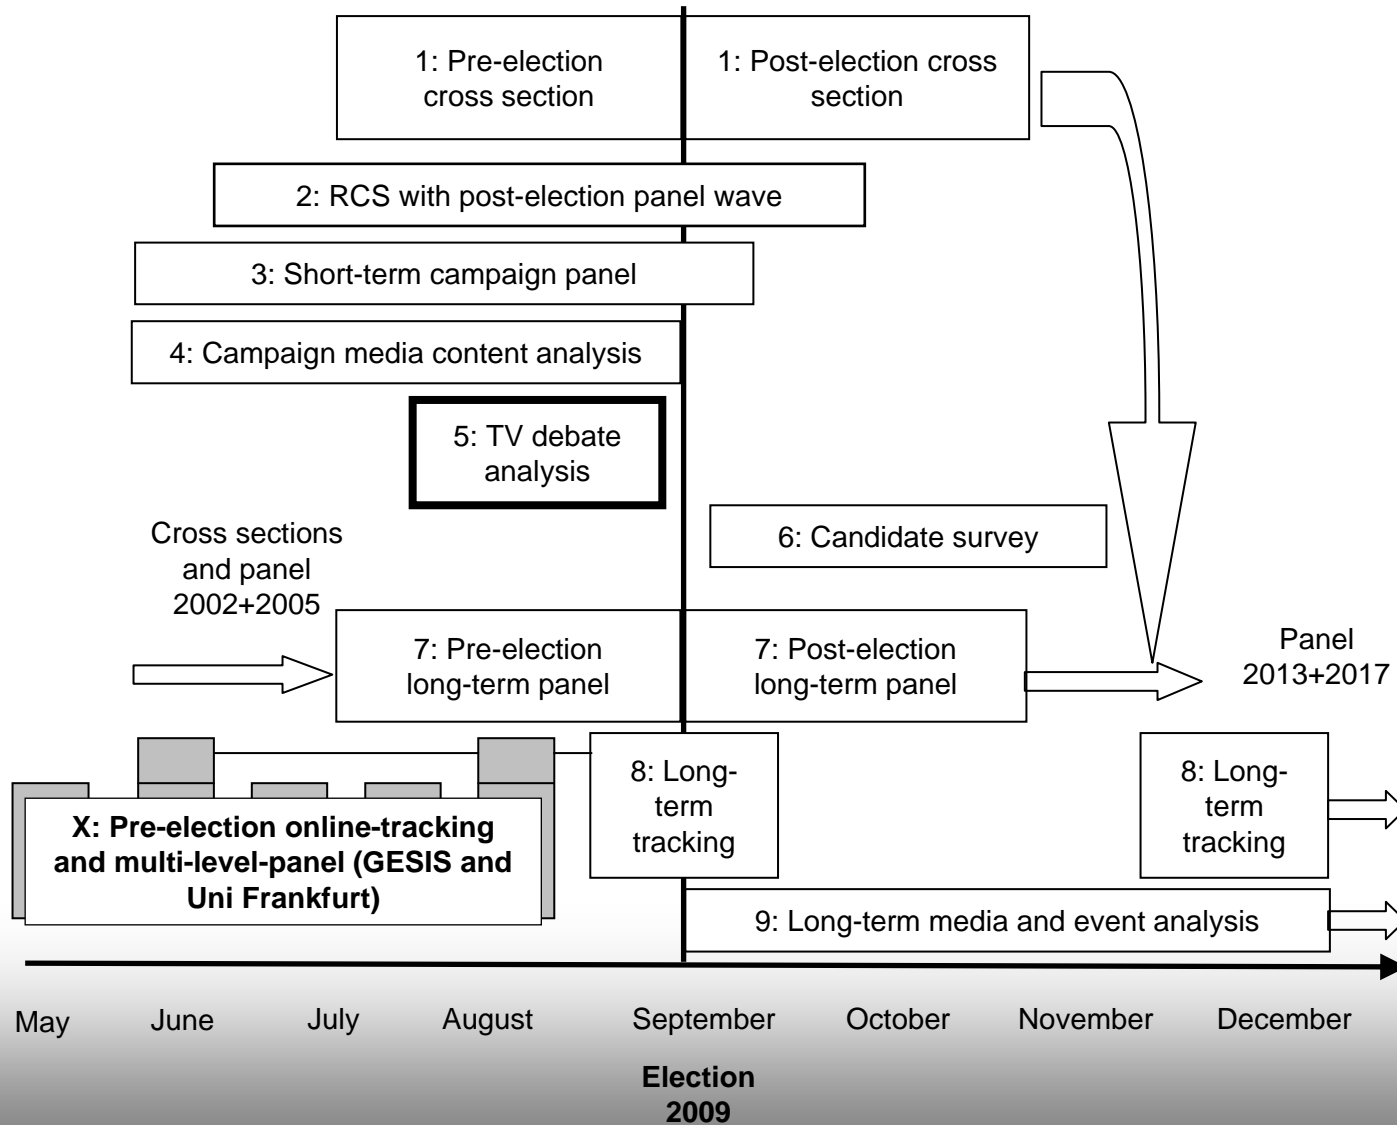 1: Pre-election
cross section
1: Post-election cross
section
2: RCS with post-election panel wave
3: Short-term campaign panel
4: Campaign media content analysis
5: TV debate
analysis
6: Candidate survey
Cross sections
and panel
2002+2005
7: Pre-election
long-term panel
7: Post-election
long-term panel
Panel
2013+2017
8: Long-
term
tracking
8: Long-
term
tracking
X: Pre-election online-tracking
and multi-level-panel (GESIS and
Uni Frankfurt)
9: Long-term media and event analysis
May June July August September October November December
Election
2009